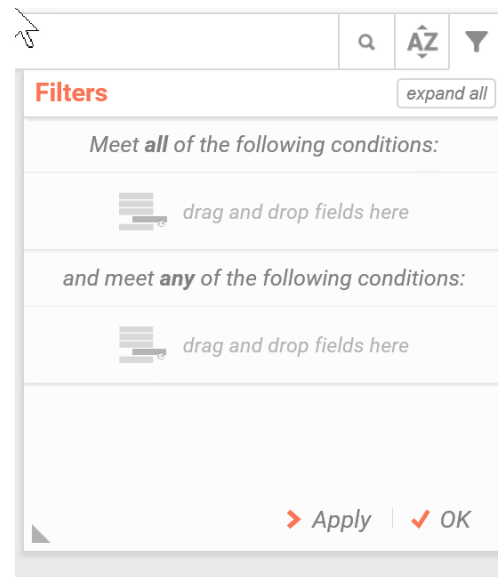 AZ
Filters
expand all
Meet all of the following conditions:
drag and drop fields here
and meet any of the following conditions:
drag and drop fields here
Apply
OK